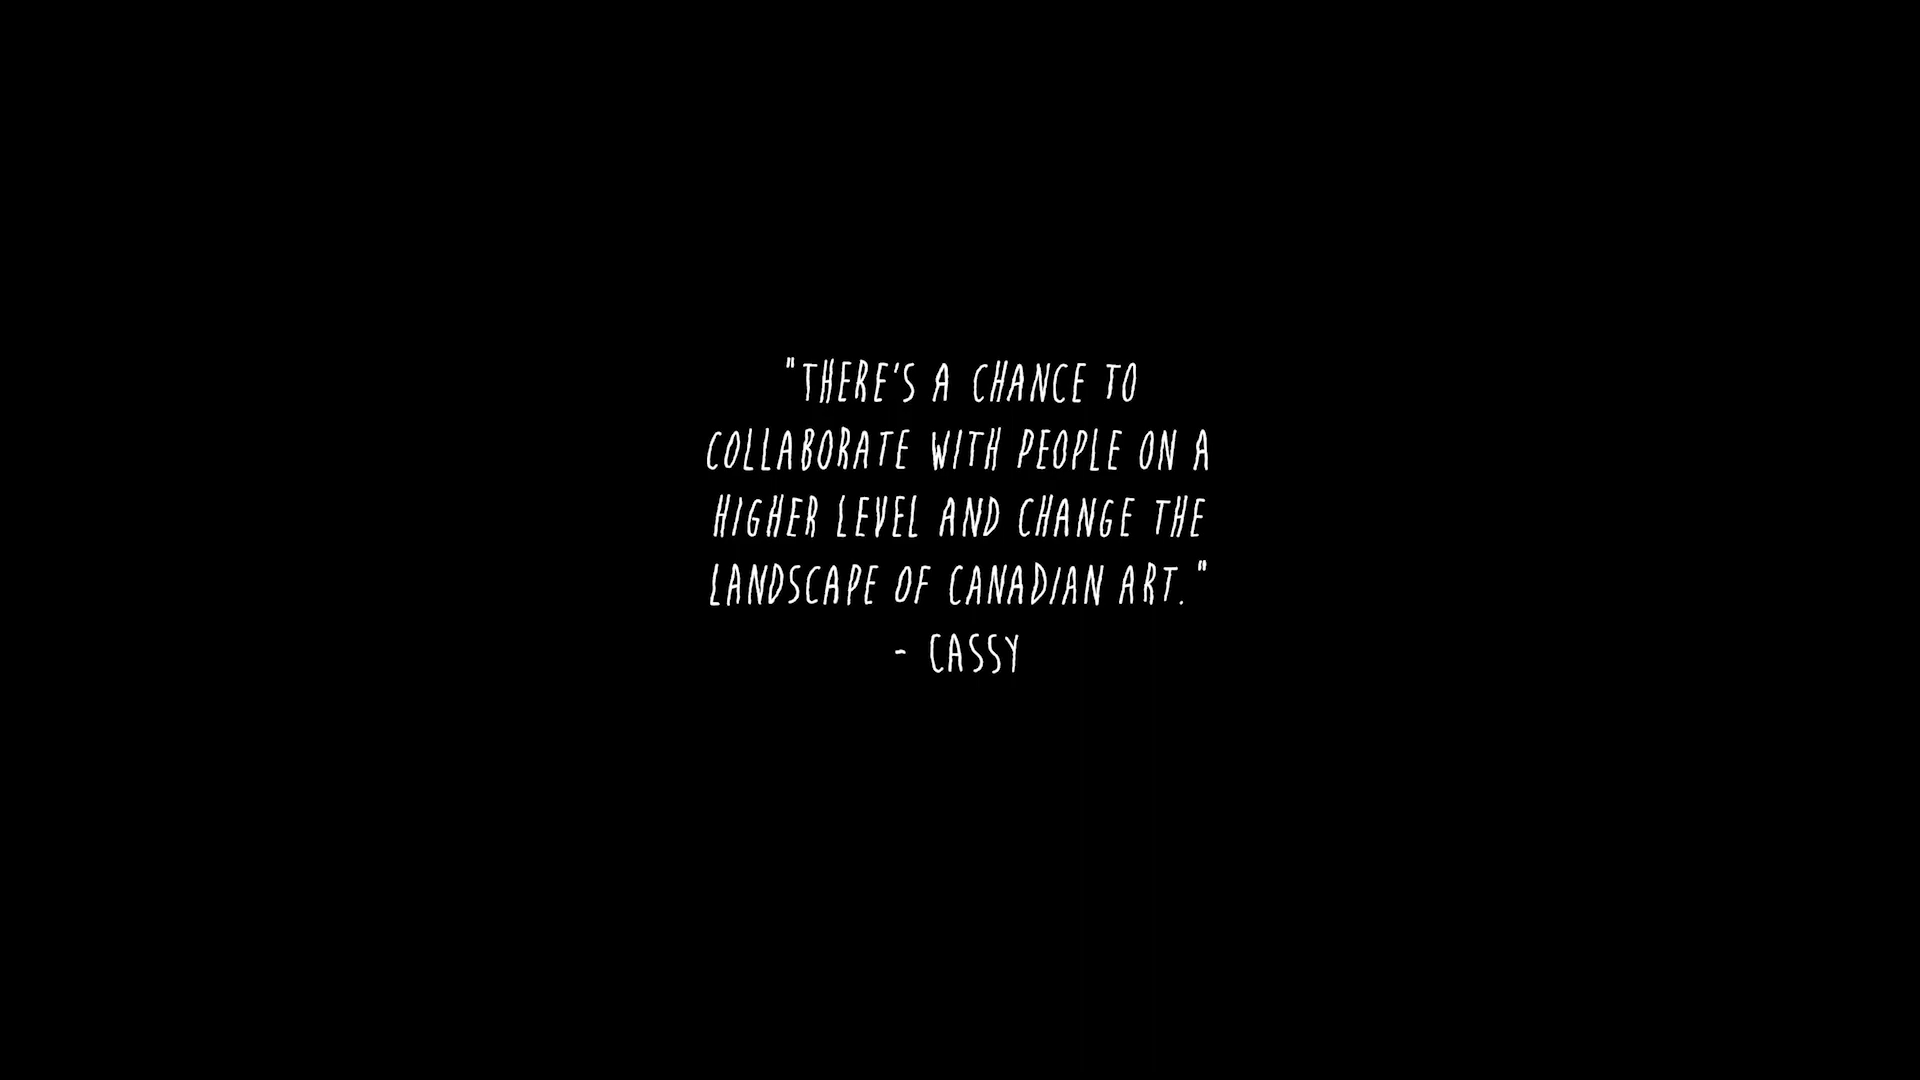 "THERE'S A CHANCE TO
COLLABORATE WITH PEOPLE ON A
HIGHER LEVEL AND CHANGE THE
LANDSCAPE OF CANADIAN ART."
- CASSY